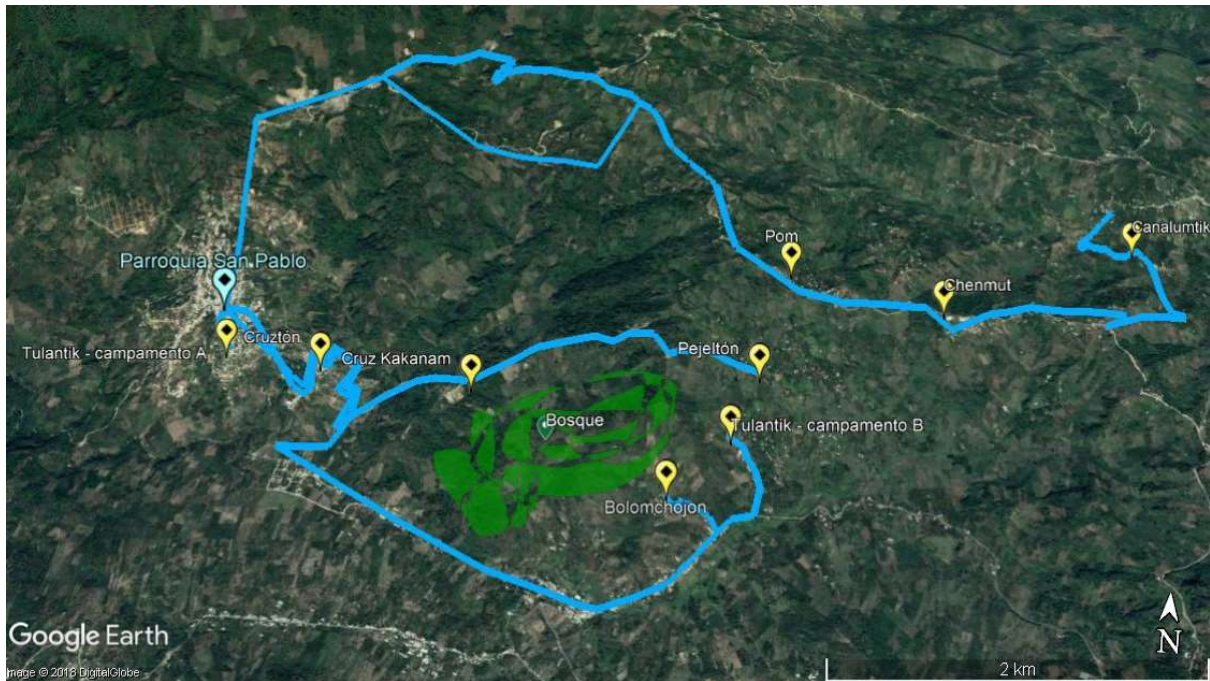 Parroquia San Pablo
Pom
Canalumtik
Chenmut
Cruztón
Tulantik - campamento A
Cruz Kakanam
Pejeltón
Bosque
Tulantik - campamento B
Bolomchojon
Google Earth
Image © 2018 DigitalGlobe
2 km
N